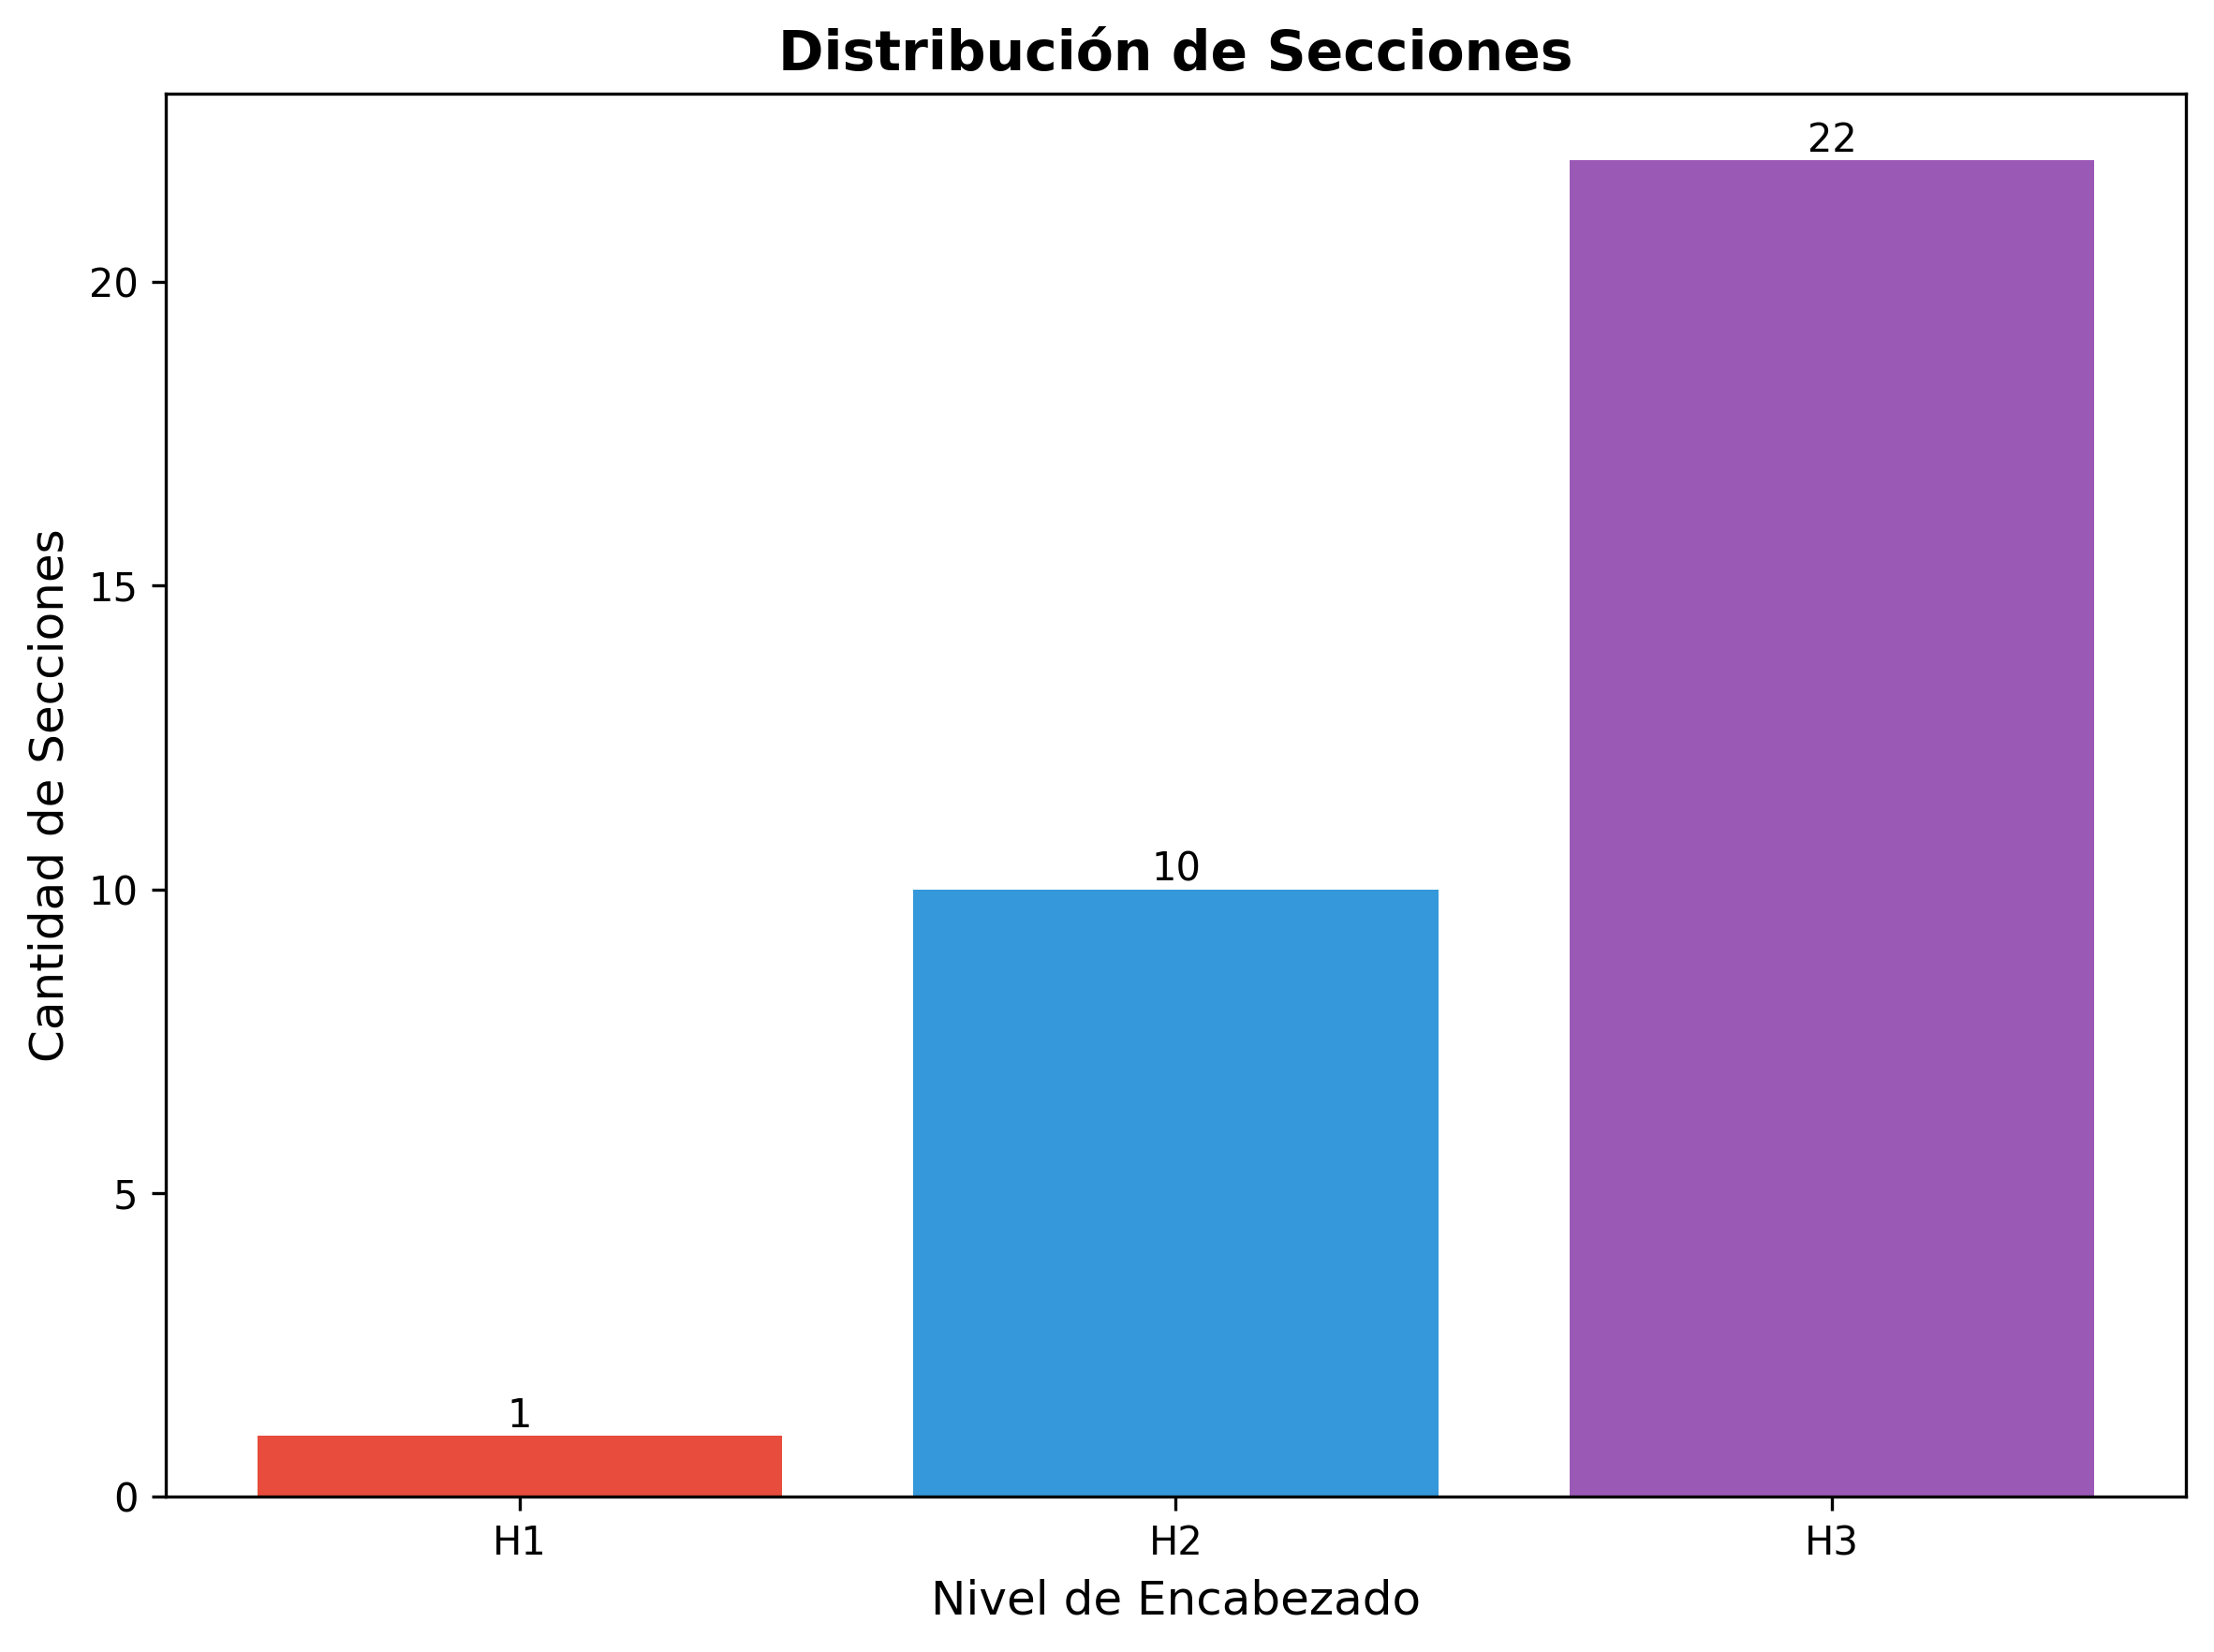 Distribución de Secciones
Cantidad de Secciones
22
20
15
10
10
5
1
0
H1 H2 H3
Nivel de Encabezado